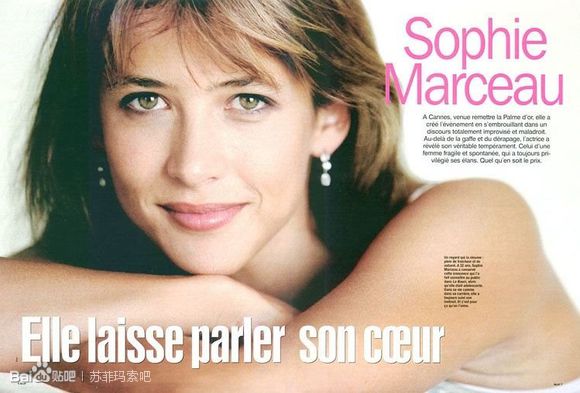 Sophie
Marceau
A Cannes, venue remettre la Palme d'or, elle a
créé l'événement en s'embrouillant dans un
discours totalement improvisé et maladroit.
Au-delà de la gaffe et du dérapage, l'actrice a
révélé son véritable tempérament. Celui d'une
femme fragile et spontanée, qui a toujours pri-
vilégié ses élans. Quel qu'en soit le prix.
Elle laisse parler son cœur
Bai 贴吧 | 苏菲玛索吧